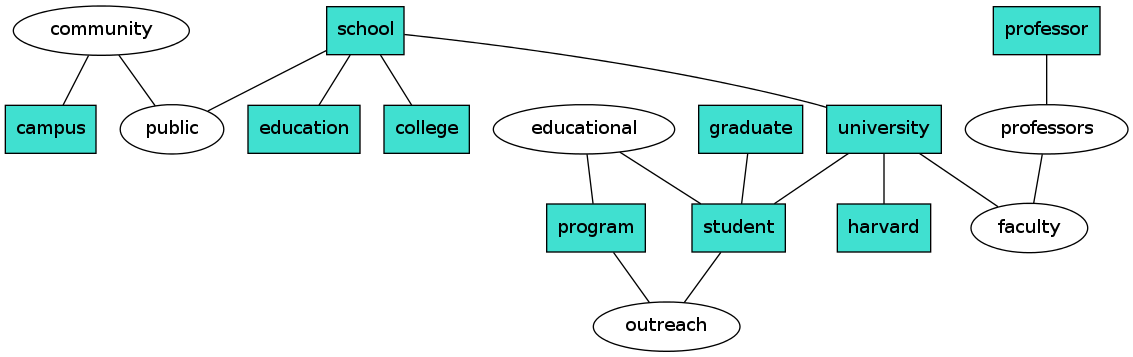 community
school
professor
campus
public
education
college
educational
graduate
university
professors
program
student
harvard
faculty
outreach